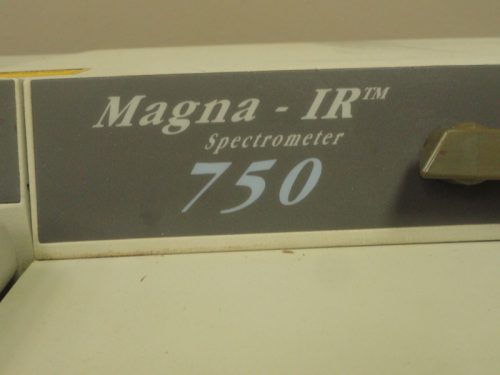 Magna - IR™
Spectrometer
750